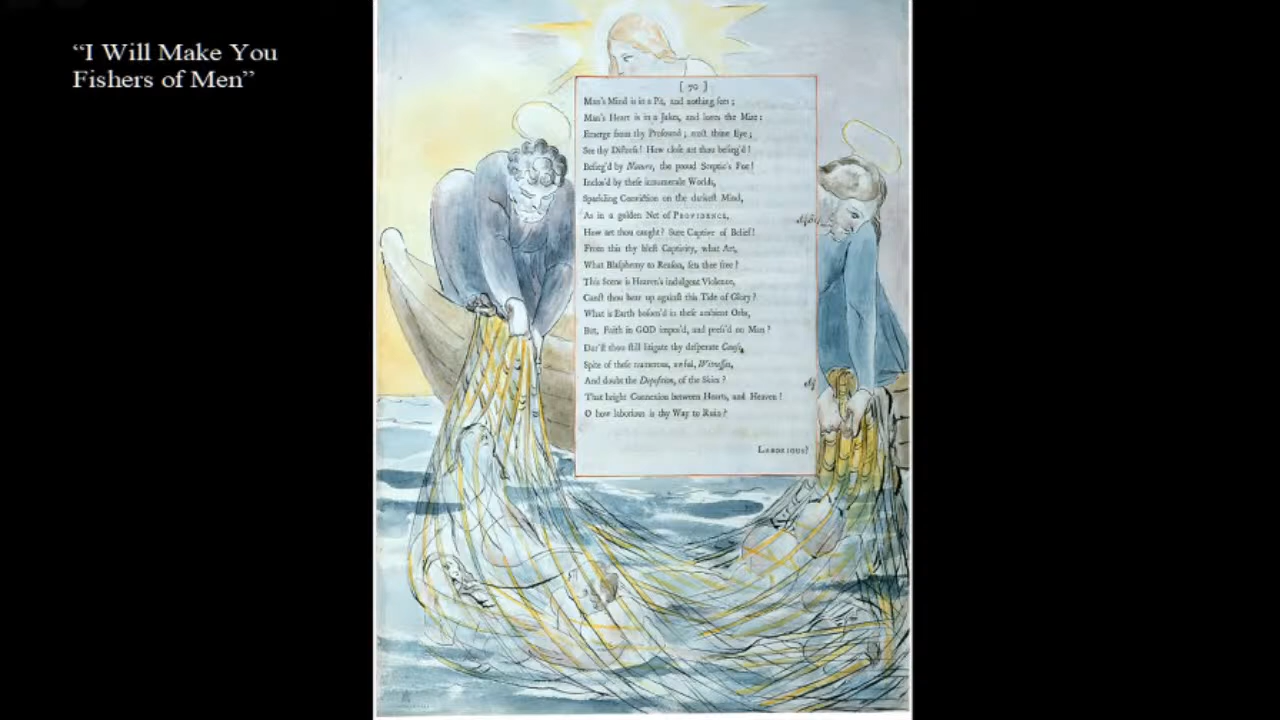 “I Will Make You
Fishers of Men”
[ 70 ]
Man's Mind is in a Pit, and nothing sees ;
Man's Heart is in a Jakes, and loves the Mire :
Emerge from thy Profound ; erect thine Eye ;
See thy Distress! How close art thou besieg'd !
Besieg'd by Nature, the proud Sceptic's Foe !
Inclos'd by these innumerable Worlds,
Sparkling Conviction on the darkest Mind,
As in a golden Net of PROVIDENCE,
How art thou caught? Sure Captive of Belief!
From this thy blest Captivity, what Art,
What Blasphemy to Reason, sets thee free ?
This Scene is Heaven's indulgent Violence,
Canst thou bear up against this Tide of Glory ?
What is Earth bosom'd in these ambient Orbs,
But, Faith in GOD impos'd, and press'd on Man ?
Dar'st thou still litigate thy desperate Cause,
Spite of these numerous, awful, Witnesses,
And doubt the Deposition, of the Skies ?
That bright Connexion between Hearts, and Heaven !
O how laborious is thy Way to Ruin ?
LABORIOUS?